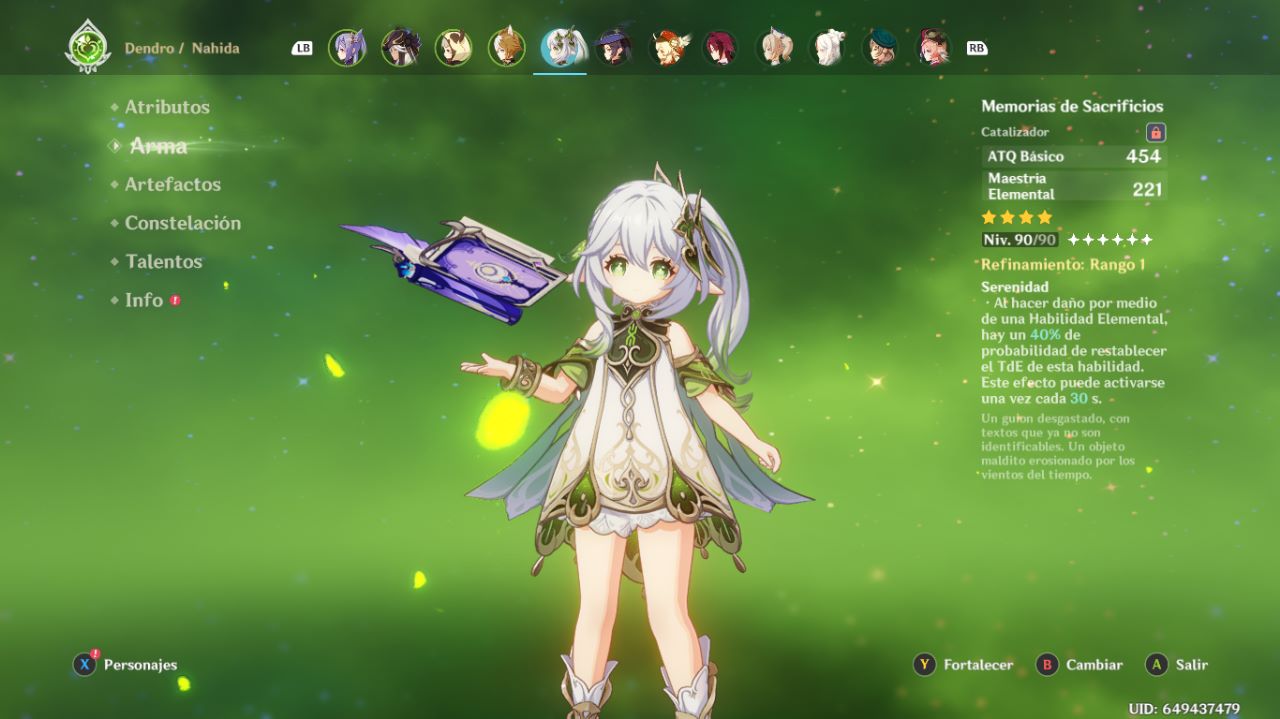 Dendro / Nahida
LB
RB
Atributos
Arma
Artefactos
Constelación
Talentos
Info
Memorias de Sacrificios
Catalizador
ATQ Básico 454
Maestría
Elemental 221
Niv. 90/90
Refinamiento: Rango 1
Serenidad
· Al hacer daño por medio
de una Habilidad Elemental,
hay un 40% de
probabilidad de restablecer
el TdE de esta habilidad.
Este efecto puede activarse
una vez cada 30 s.
Un guion desgastado, con
textos que ya no son
identificables. Un objeto
maldito erosionado por los
vientos del tiempo.
X Personajes
Y Fortalecer B Cambiar A Salir
UID: 649437479